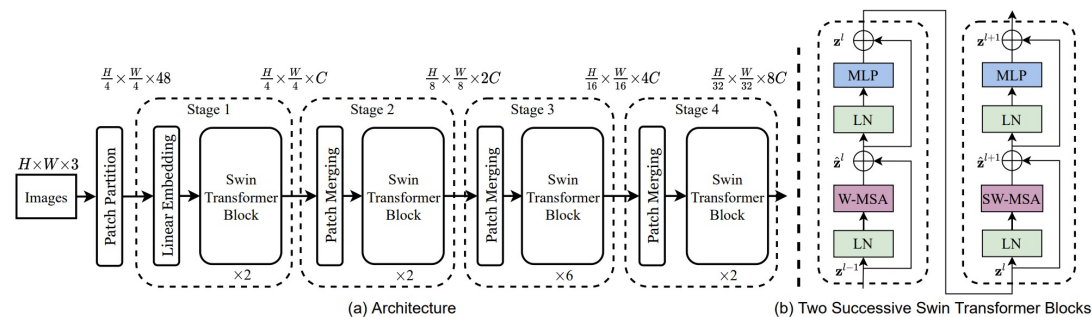 H/4 × W/4 × 48
H/4 × W/4 × C
H/8 × W/8 × 2C
H/16 × W/16 × 4C
H/32 × W/32 × 8C
Stage 1
Stage 2
Stage 3
Stage 4
H×W×3
Images
Patch Partition
Linear Embedding
Swin
Transformer
Block
×2
Patch Merging
Swin
Transformer
Block
×2
Patch Merging
Swin
Transformer
Block
×6
Patch Merging
Swin
Transformer
Block
×2
(a) Architecture
z^l
MLP
LN
ẑ^l
W-MSA
LN
z^{l−1}
z^{l+1}
MLP
LN
ẑ^{l+1}
SW-MSA
LN
z^l
(b) Two Successive Swin Transformer Blocks